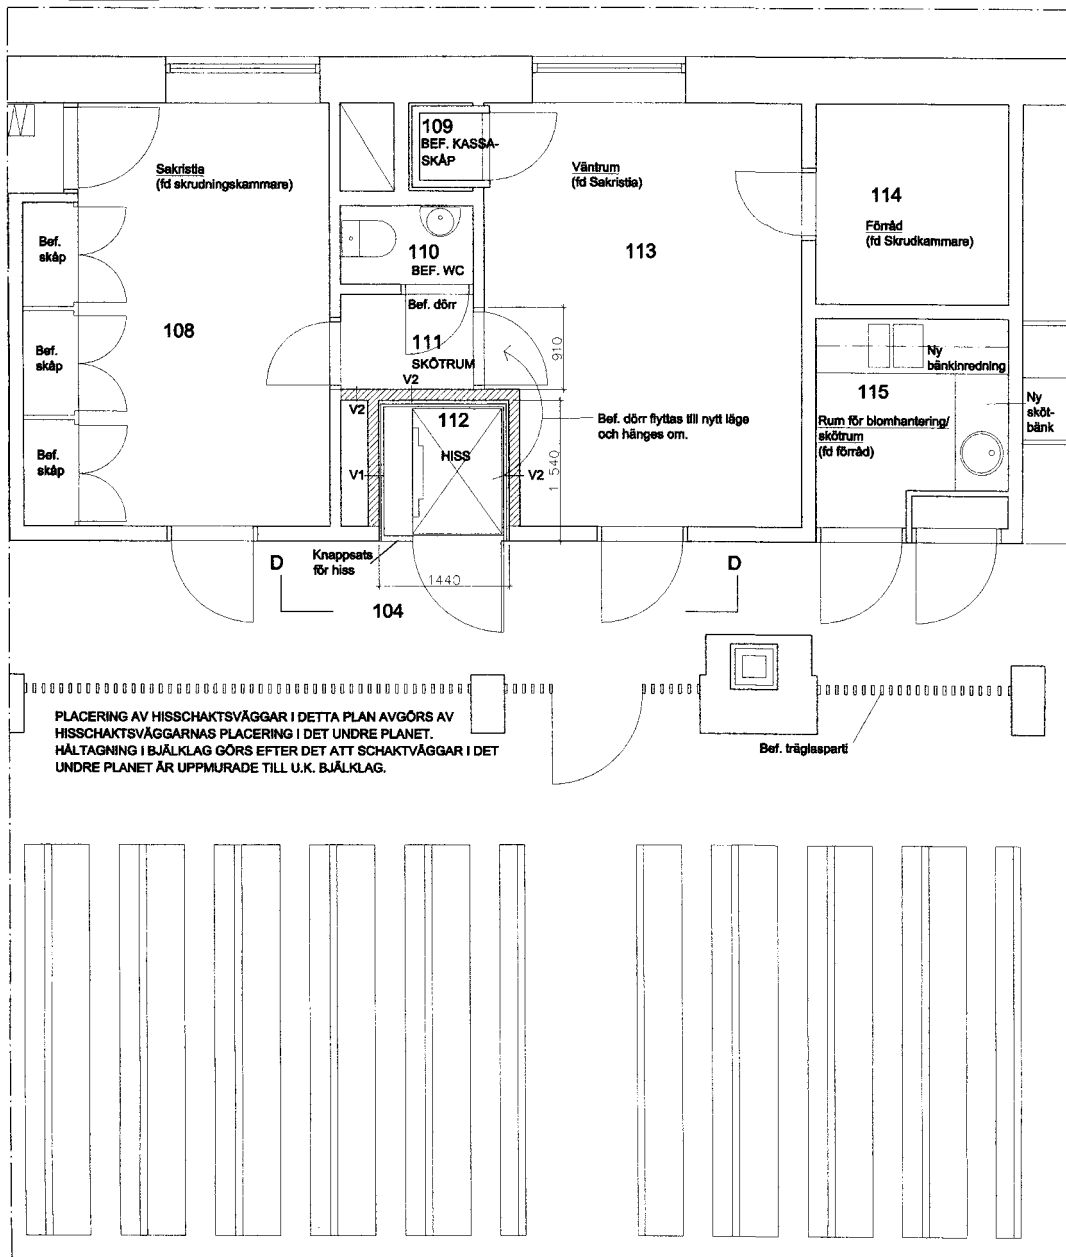 109
BEF. KASSA-
SKÅP
Sakristia
(fd skrudningskammare)
Väntrum
(fd Sakristia)
114
Förråd
(fd Skrudkammare)
Bef.
skåp
110
BEF. WC
113
Bef. dörr
108
111
SKÖTRUM
910
Bef.
skåp
Ny
bänkinredning
V2
V2
112
HISS
Bef. dörr flyttas till nytt läge
och hänges om.
115
Rum för blomhantering/
skötrum
(fd förråd)
Ny
sköt-
bänk
Bef.
skåp
V1
V2
1 540
D
Knappsats
för hiss
1440
D
104
PLACERING AV HISSCHAKTSVÄGGAR I DETTA PLAN AVGÖRS AV
HISSCHAKTSVÄGGARNAS PLACERING I DET UNDRE PLANET.
HÅLTAGNING I BJÄLKLAG GÖRS EFTER DET ATT SCHAKTVÄGGAR I DET
UNDRE PLANET ÄR UPPMURADE TILL U.K. BJÄLKLAG.
Bef. träglasparti